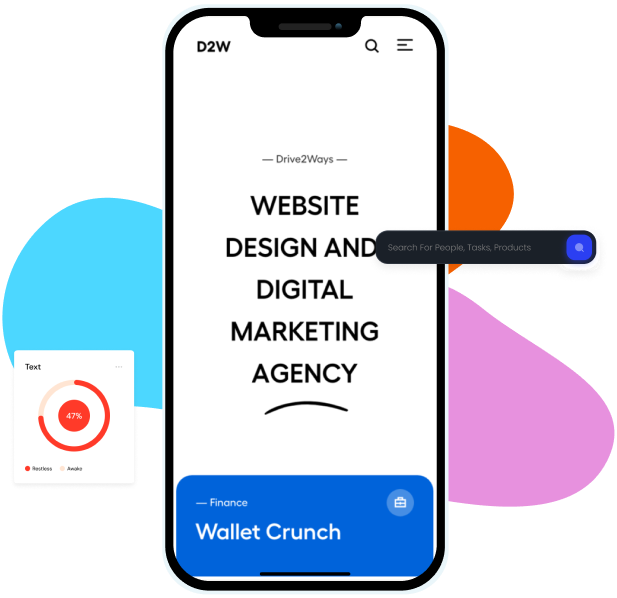 D2W
— Drive2Ways —
WEBSITE
DESIGN AND
Search For People, Tasks, Products
DIGITAL
MARKETING
AGENCY
Text
47%
Restless Awake
— Finance
Wallet Crunch